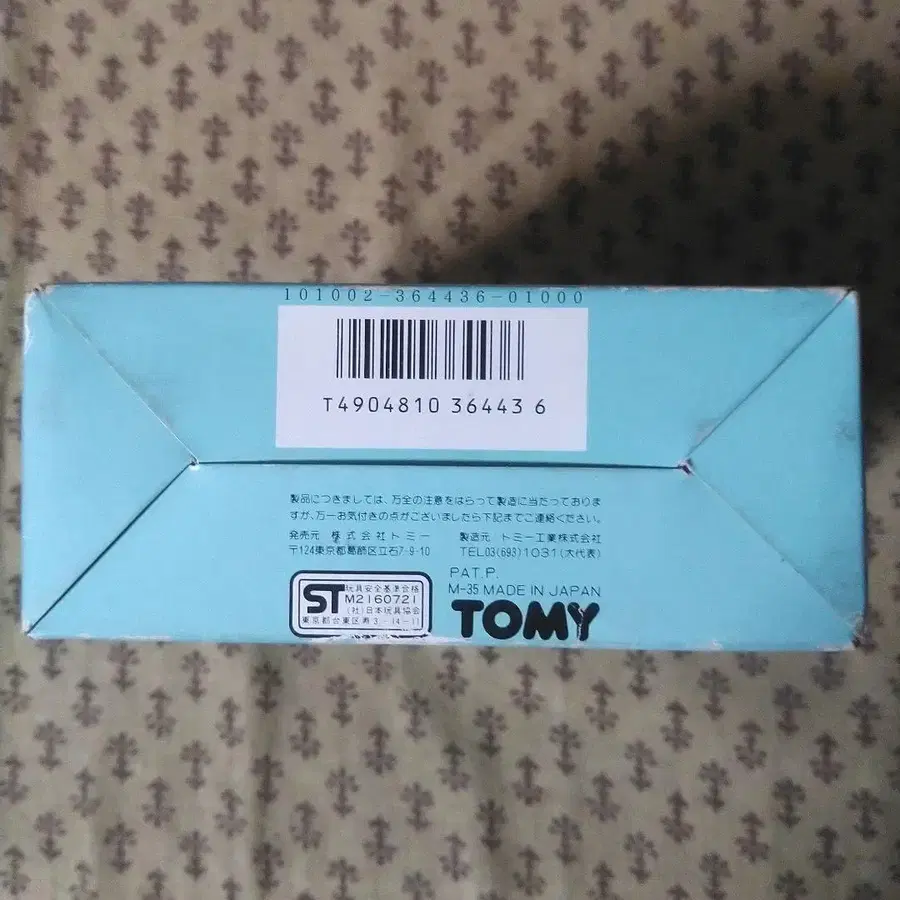 101002-364436-01000
T4904810 36443 6
製品につきましては、万全の注意をはらって製造に当たっておりま
すが、万一お気付きの点がございましたら下記までご連絡ください。
発売元 株式会社トミー
〒124東京都葛飾区立石7-9-10
製造元 トミー工業株式会社
TEL.03(693)1031(大代表)
PAT.P.
M-35 MADE IN JAPAN
ST 玩具安全基準合格
M2160721
(社)日本玩具協会
東京都台東区寿3-14-11
TOMY